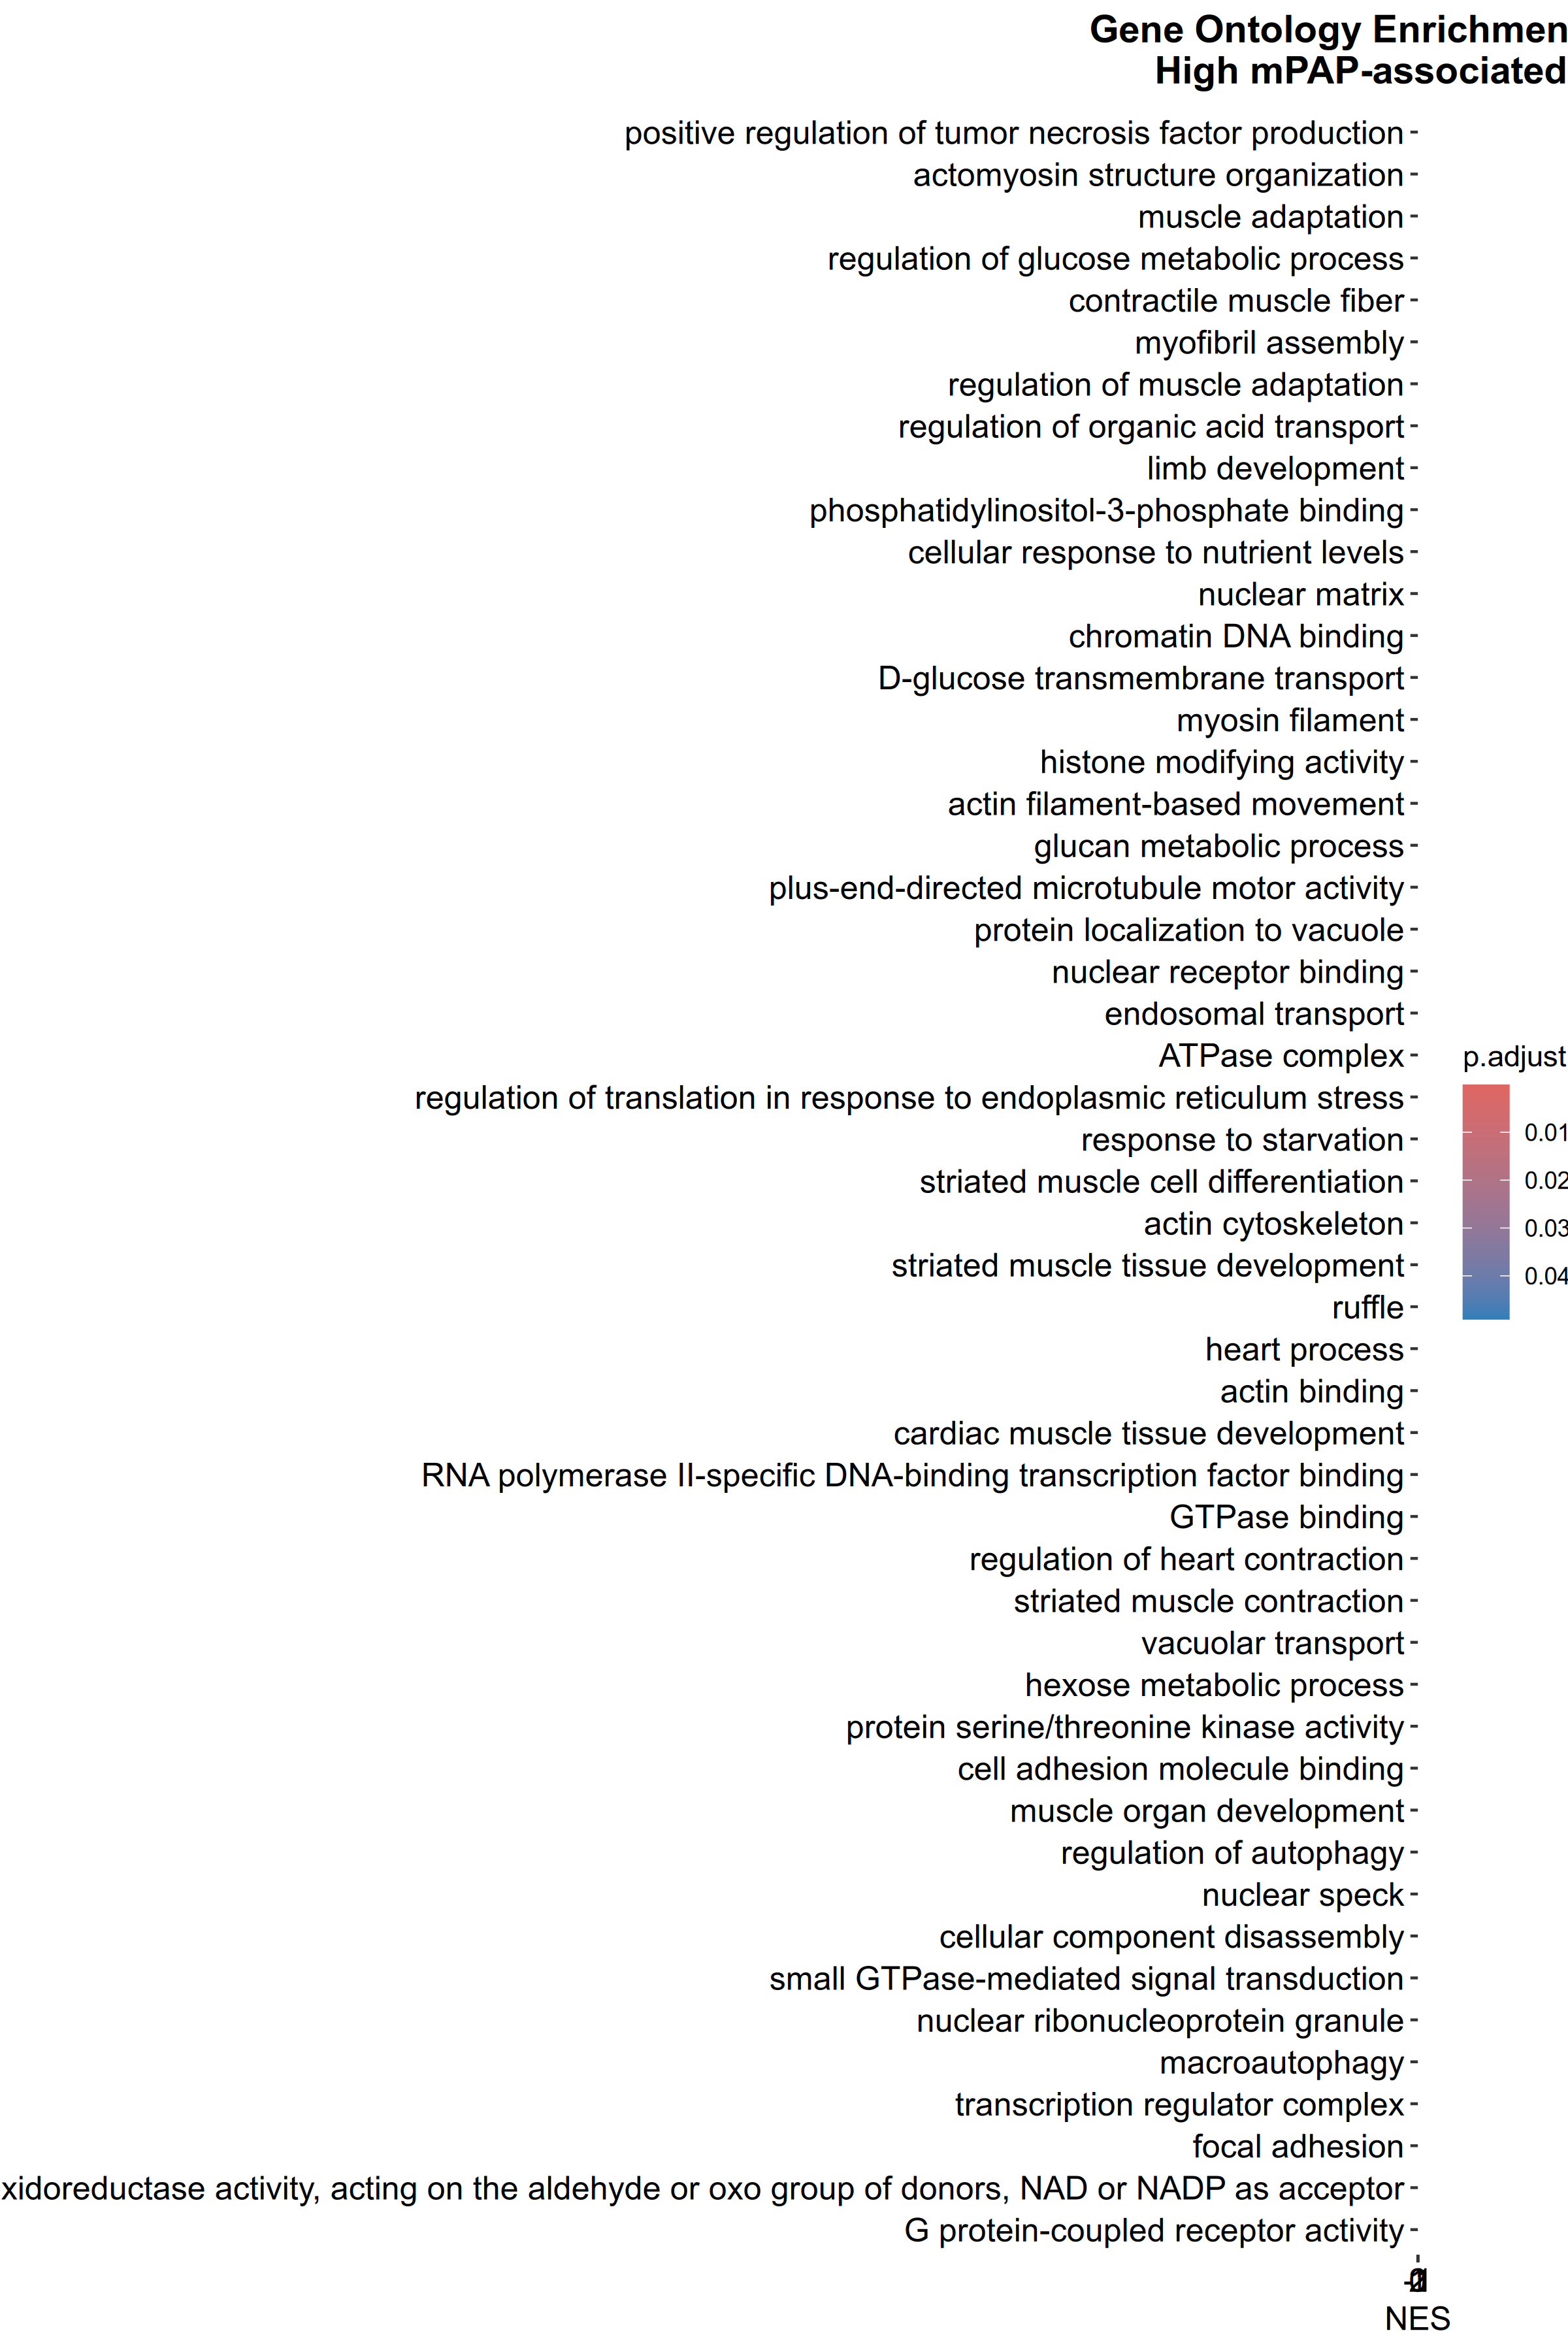 Gene Ontology Enrichmen
High mPAP-associated
positive regulation of tumor necrosis factor production
actomyosin structure organization
muscle adaptation
regulation of glucose metabolic process
contractile muscle fiber
myofibril assembly
regulation of muscle adaptation
regulation of organic acid transport
limb development
phosphatidylinositol-3-phosphate binding
cellular response to nutrient levels
nuclear matrix
chromatin DNA binding
D-glucose transmembrane transport
myosin filament
histone modifying activity
actin filament-based movement
glucan metabolic process
plus-end-directed microtubule motor activity
protein localization to vacuole
nuclear receptor binding
endosomal transport
ATPase complex
regulation of translation in response to endoplasmic reticulum stress
response to starvation
striated muscle cell differentiation
actin cytoskeleton
striated muscle tissue development
ruffle
heart process
actin binding
cardiac muscle tissue development
RNA polymerase II-specific DNA-binding transcription factor binding
GTPase binding
regulation of heart contraction
striated muscle contraction
vacuolar transport
hexose metabolic process
protein serine/threonine kinase activity
cell adhesion molecule binding
muscle organ development
regulation of autophagy
nuclear speck
cellular component disassembly
small GTPase-mediated signal transduction
nuclear ribonucleoprotein granule
macroautophagy
transcription regulator complex
focal adhesion
xidoreductase activity, acting on the aldehyde or oxo group of donors, NAD or NADP as acceptor
G protein-coupled receptor activity
NES
p.adjust
0.01
0.02
0.03
0.04